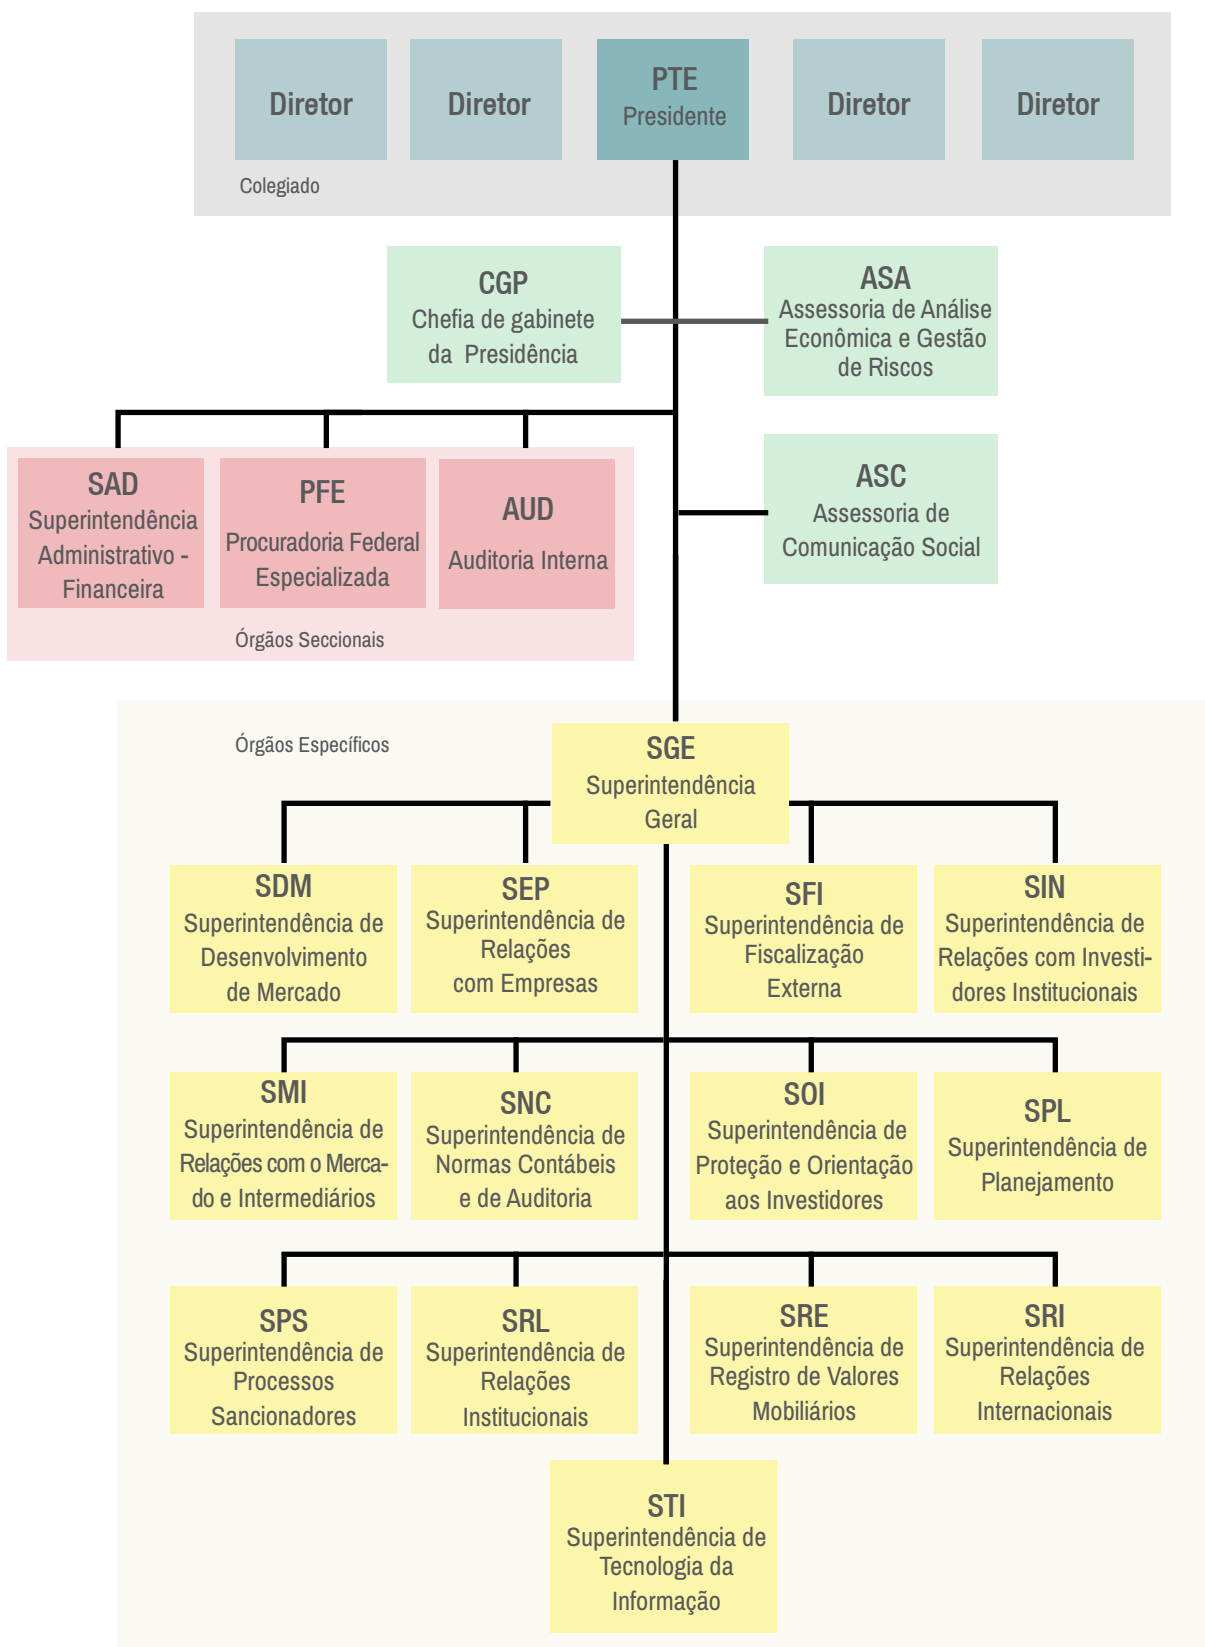 Diretor
Diretor
PTE
Presidente
Diretor
Diretor
Colegiado
CGP
Chefia de gabinete
da Presidência
ASA
Assessoria de Análise
Econômica e Gestão
de Riscos
SAD
Superintendência
Administrativo -
Financeira
PFE
Procuradoria Federal
Especializada
AUD
Auditoria Interna
Órgãos Seccionais
ASC
Assessoria de
Comunicação Social
Órgãos Específicos
SGE
Superintendência
Geral
SDM
Superintendência de
Desenvolvimento
de Mercado
SEP
Superintendência de
Relações
com Empresas
SFI
Superintendência de
Fiscalização
Externa
SIN
Superintendência de
Relações com Investi-
dores Institucionais
SMI
Superintendência de
Relações com o Merca-
do e Intermediários
SNC
Superintendência de
Normas Contábeis
e de Auditoria
SOI
Superintendência de
Proteção e Orientação
aos Investidores
SPL
Superintendência de
Planejamento
SPS
Superintendência de
Processos
Sancionadores
SRL
Superintendência de
Relações
Institucionais
SRE
Superintendência de
Registro de Valores
Mobiliários
SRI
Superintendência de
Relações
Internacionais
STI
Superintendência de
Tecnologia da
Informação